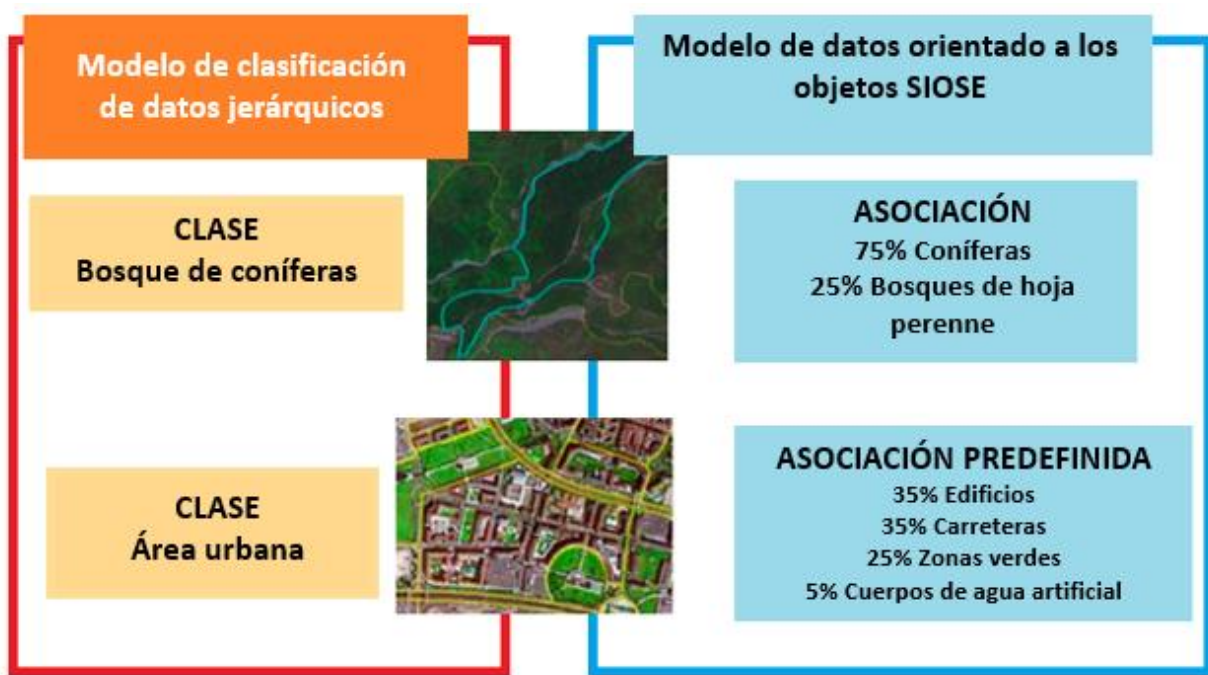 Modelo de clasificación
de datos jerárquicos
Modelo de datos orientado a los
objetos SIOSE
CLASE
Bosque de coníferas
ASOCIACIÓN
75% Coníferas
25% Bosques de hoja
perenne
CLASE
Área urbana
ASOCIACIÓN PREDEFINIDA
35% Edificios
35% Carreteras
25% Zonas verdes
5% Cuerpos de agua artificial